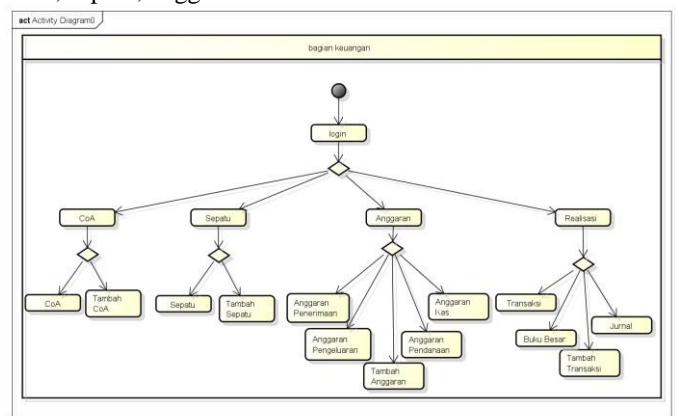 act Activity Diagram0
bagian keuangan
login
CoA
Sepatu
Anggaran
Realisasi
CoA
Tambah
CoA
Sepatu
Tambah
Sepatu
Anggaran
Penerimaan
Anggaran
Pengeluaran
Tambah
Anggaran
Anggaran
Pendanaan
Anggaran
Kas
Transaksi
Buku Besar
Tambah
Transaksi
Jurnal